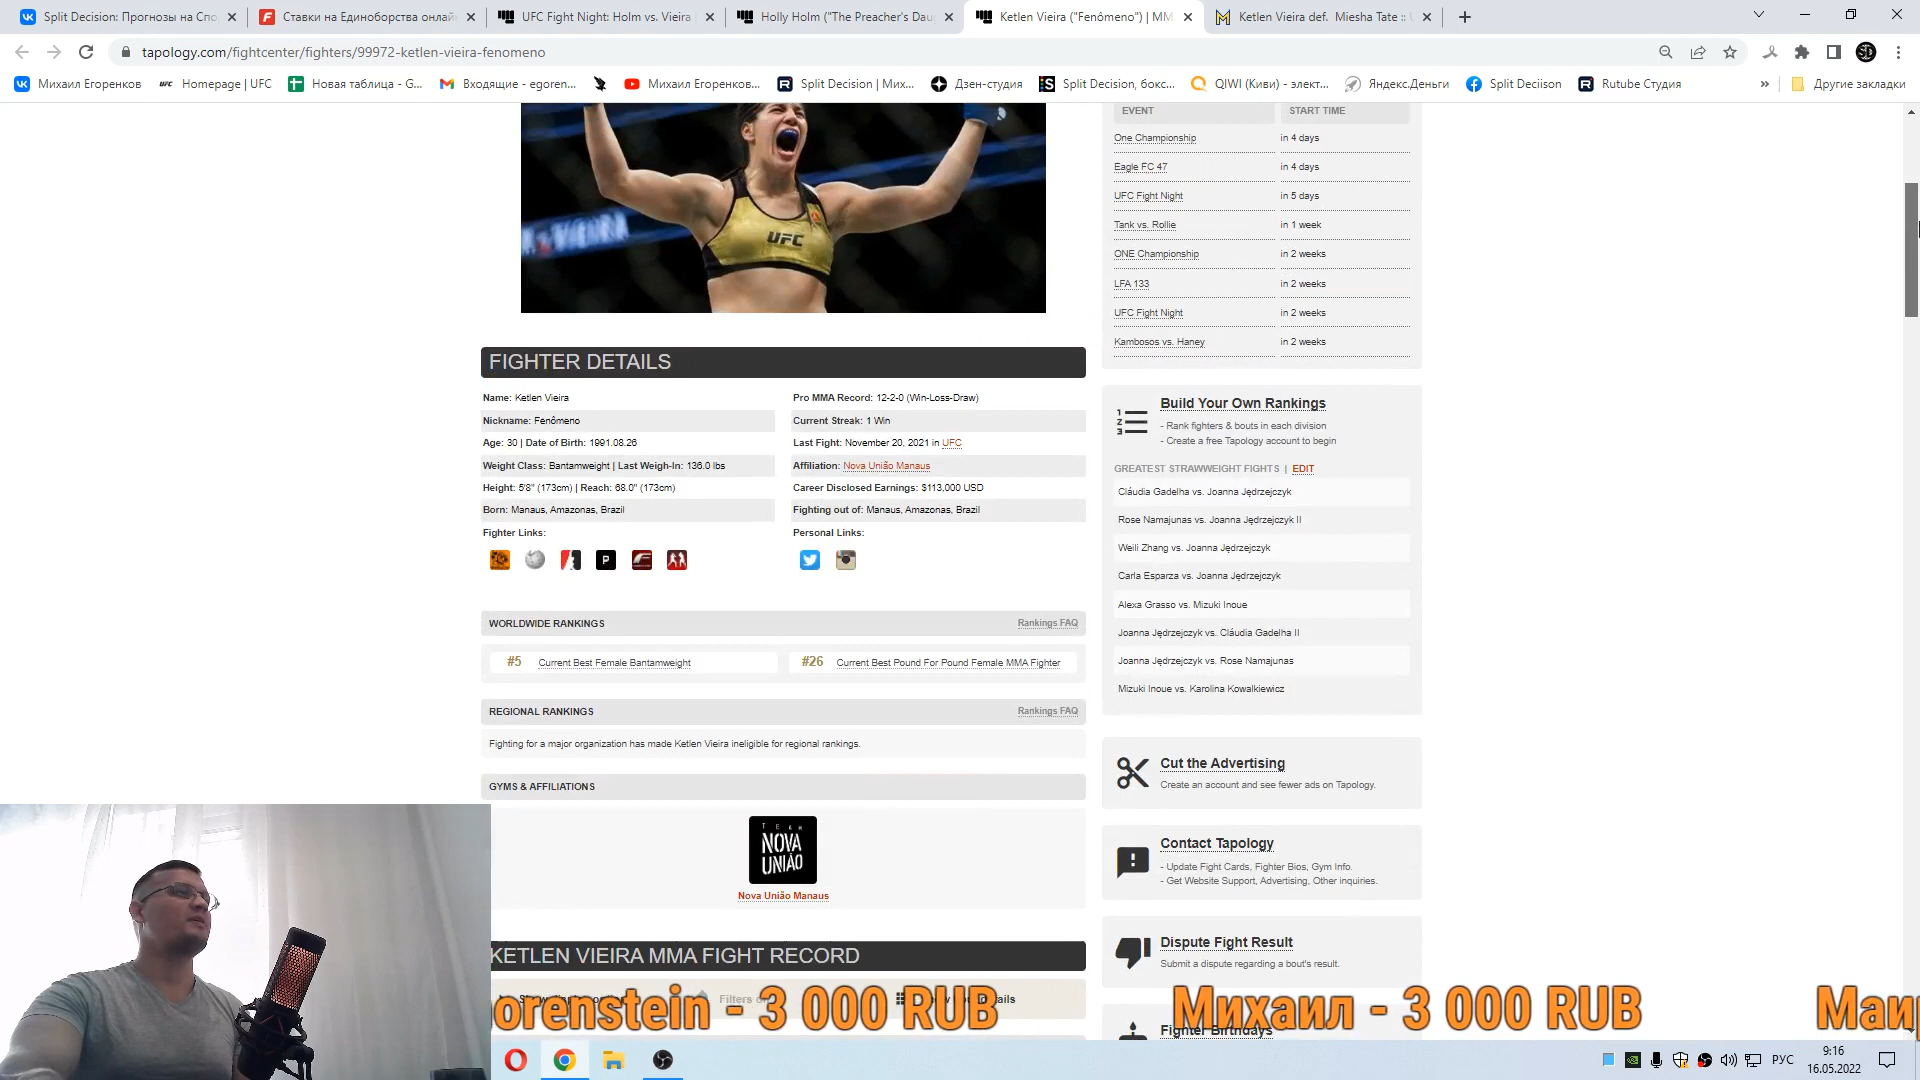 Split Decision: Прогнозы на Спо
Ставки на Единоборства онлайн
UFC Fight Night: Holm vs. Vieira
Holly Holm ("The Preacher's Dau
Ketlen Vieira ("Fenômeno") | MM
Ketlen Vieira def. Miesha Tate ::
tapology.com/fightcenter/fighters/99972-ketlen-vieira-fenomeno
Михаил Егоренков
Homepage | UFC
Новая таблица - G...
Входящие - egoren...
Михаил Егоренков...
Split Decision | Мих...
Дзен-студия
Split Decision, бокс...
QIWI (Киви) - элект...
Яндекс.Деньги
Split Deciison
Rutube Студия
»
Другие закладки
UFC
EVENT START TIME
One Championship in 4 days
Eagle FC 47 in 4 days
UFC Fight Night in 5 days
Tank vs. Rollie in 1 week
ONE Championship in 2 weeks
LFA 133 in 2 weeks
UFC Fight Night in 2 weeks
Kambosos vs. Haney in 2 weeks
FIGHTER DETAILS
Name: Ketlen Vieira
Pro MMA Record: 12-2-0 (Win-Loss-Draw)
Nickname: Fenômeno
Current Streak: 1 Win
Age: 30 | Date of Birth: 1991.08.26
Last Fight: November 20, 2021 in UFC
Weight Class: Bantamweight | Last Weigh-In: 136.0 lbs
Affiliation: Nova União Manaus
Height: 5'8" (173cm) | Reach: 68.0" (173cm)
Career Disclosed Earnings: $113,000 USD
Born: Manaus, Amazonas, Brazil
Fighting out of: Manaus, Amazonas, Brazil
Fighter Links:
Personal Links:
WORLDWIDE RANKINGS Rankings FAQ
#5 Current Best Female Bantamweight
#26 Current Best Pound For Pound Female MMA Fighter
REGIONAL RANKINGS Rankings FAQ
Fighting for a major organization has made Ketlen Vieira ineligible for regional rankings.
GYMS & AFFILIATIONS
TEAM
NOVA
UNIÃO
Nova União Manaus
KETLEN VIEIRA MMA FIGHT RECORD
Build Your Own Rankings
- Rank fighters & bouts in each division
- Create a free Tapology account to begin
GREATEST STRAWWEIGHT FIGHTS | EDIT
Cláudia Gadelha vs. Joanna Jędrzejczyk
Rose Namajunas vs. Joanna Jędrzejczyk II
Weili Zhang vs. Joanna Jędrzejczyk
Carla Esparza vs. Joanna Jędrzejczyk
Alexa Grasso vs. Mizuki Inoue
Joanna Jędrzejczyk vs. Cláudia Gadelha II
Joanna Jędrzejczyk vs. Rose Namajunas
Mizuki Inoue vs. Karolina Kowalkiewicz
Cut the Advertising
Create an account and see fewer ads on Tapology.
Contact Tapology
- Update Fight Cards, Fighter Bios, Gym Info.
- Get Website Support, Advertising, Other inquiries.
Dispute Fight Result
Submit a dispute regarding a bout's result.
Fighter Birthdays
gorenstein - 3 000 RUB
Михаил - 3 000 RUB
Маи
РУС
9:16
16.05.2022